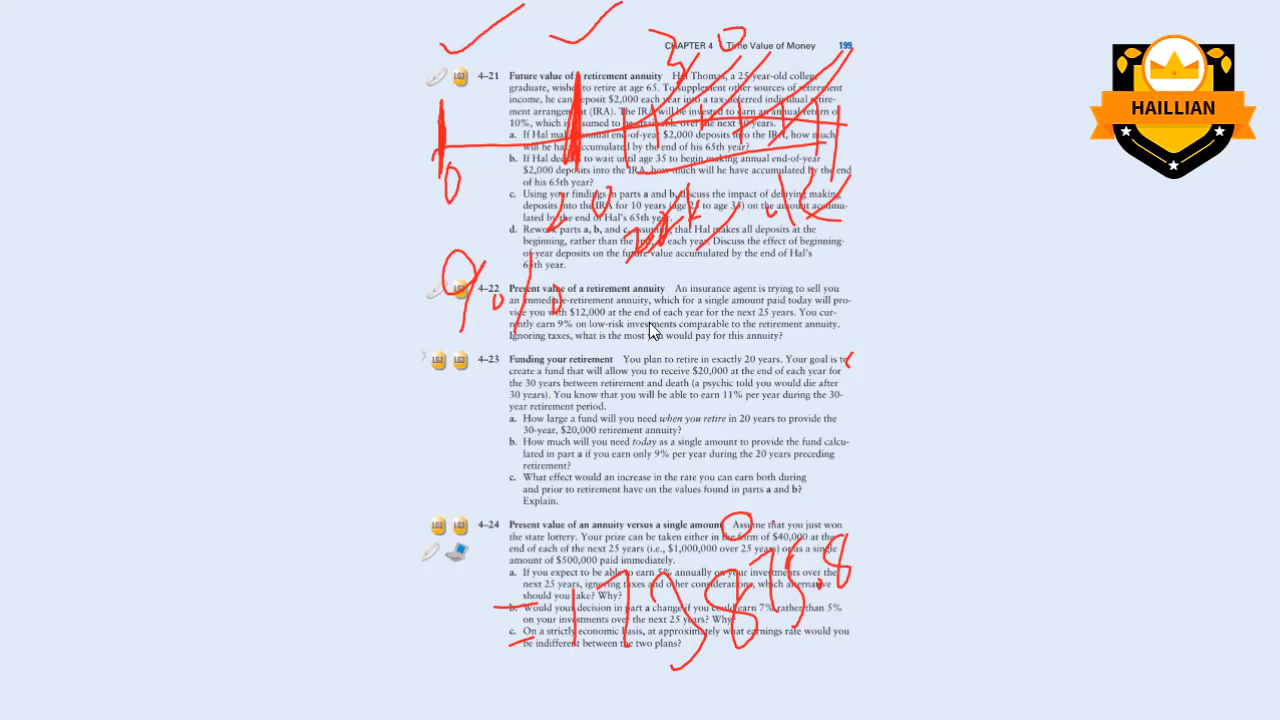 CHAPTER 4 Time Value of Money 199
HAILLIAN
LG3 4–21 Future value of a retirement annuity Hal Thomas, a 25-year-old college
graduate, wishes to retire at age 65. To supplement other sources of retirement
income, he can deposit $2,000 each year into a tax-deferred individual retire-
ment arrangement (IRA). The IRA will be invested to earn an annual return of
10%, which is assumed to be attainable over the next 40 years.
a. If Hal makes annual end-of-year $2,000 deposits into the IRA, how much
will he have accumulated by the end of his 65th year?
b. If Hal decides to wait until age 35 to begin making annual end-of-year
$2,000 deposits into the IRA, how much will he have accumulated by the end
of his 65th year?
c. Using your findings in parts a and b, discuss the impact of delaying making
deposits into the IRA for 10 years (age 25 to age 35) on the amount accumu-
lated by the end of Hal's 65th year.
d. Rework parts a, b, and c, assuming that Hal makes all deposits at the
beginning, rather than the end, of each year. Discuss the effect of beginning-
of-year deposits on the future value accumulated by the end of Hal's
65th year.
4–22 Present value of a retirement annuity An insurance agent is trying to sell you
an immediate-retirement annuity, which for a single amount paid today will pro-
vide you with $12,000 at the end of each year for the next 25 years. You cur-
rently earn 9% on low-risk investments comparable to the retirement annuity.
Ignoring taxes, what is the most you would pay for this annuity?
LG2 LG3 4–23 Funding your retirement You plan to retire in exactly 20 years. Your goal is to
create a fund that will allow you to receive $20,000 at the end of each year for
the 30 years between retirement and death (a psychic told you would die after
30 years). You know that you will be able to earn 11% per year during the 30-
year retirement period.
a. How large a fund will you need when you retire in 20 years to provide the
30-year, $20,000 retirement annuity?
b. How much will you need today as a single amount to provide the fund calcu-
lated in part a if you earn only 9% per year during the 20 years preceding
retirement?
c. What effect would an increase in the rate you can earn both during
and prior to retirement have on the values found in parts a and b?
Explain.
LG2 LG3 4–24 Present value of an annuity versus a single amount Assume that you just won
the state lottery. Your prize can be taken either in the form of $40,000 at the
end of each of the next 25 years (i.e., $1,000,000 over 25 years) or as a single
amount of $500,000 paid immediately.
a. If you expect to be able to earn 5% annually on your investments over the
next 25 years, ignoring taxes and other considerations, which alternative
should you take? Why?
b. Would your decision in part a change if you could earn 7% rather than 5%
on your investments over the next 25 years? Why?
c. On a strictly economic basis, at approximately what earnings rate would you
be indifferent between the two plans?
30
0
20
9%
= 173875.8